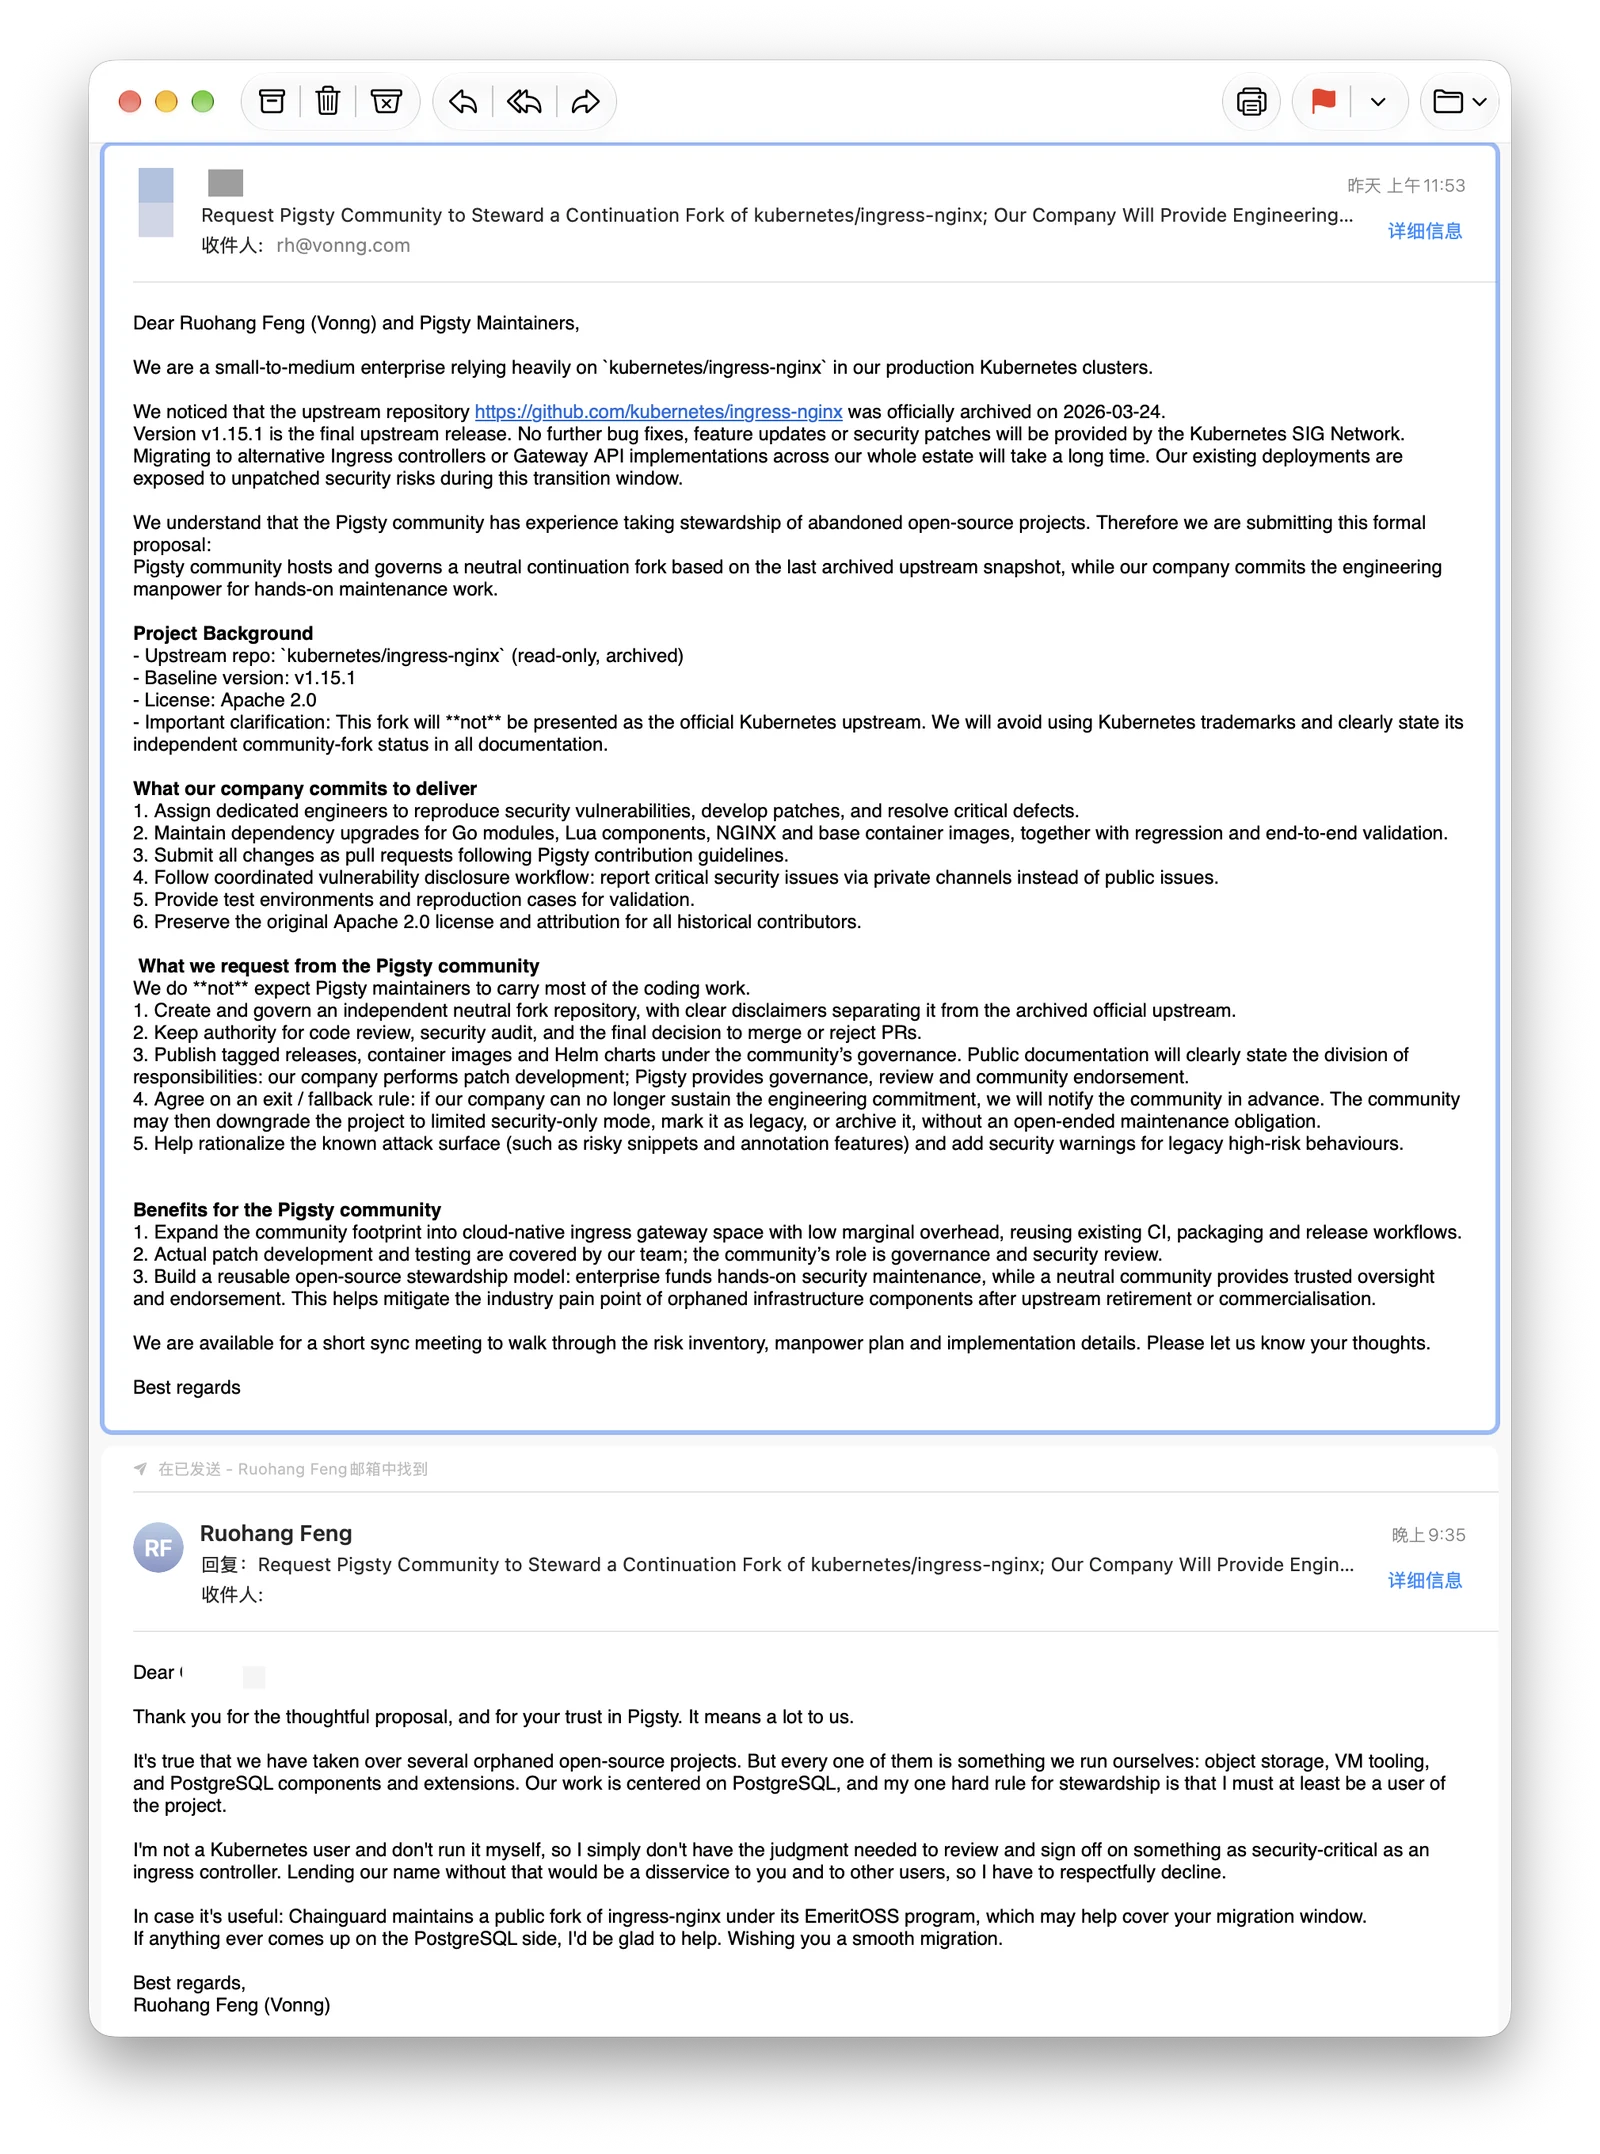 昨天 上午11:53
Request Pigsty Community to Steward a Continuation Fork of kubernetes/ingress-nginx; Our Company Will Provide Engineering...
详细信息
收件人: rh@vonng.com
Dear Ruohang Feng (Vonng) and Pigsty Maintainers,
We are a small-to-medium enterprise relying heavily on `kubernetes/ingress-nginx` in our production Kubernetes clusters.
We noticed that the upstream repository https://github.com/kubernetes/ingress-nginx was officially archived on 2026-03-24.
Version v1.15.1 is the final upstream release. No further bug fixes, feature updates or security patches will be provided by the Kubernetes SIG Network.
Migrating to alternative Ingress controllers or Gateway API implementations across our whole estate will take a long time. Our existing deployments are
exposed to unpatched security risks during this transition window.
We understand that the Pigsty community has experience taking stewardship of abandoned open-source projects. Therefore we are submitting this formal
proposal:
Pigsty community hosts and governs a neutral continuation fork based on the last archived upstream snapshot, while our company commits the engineering
manpower for hands-on maintenance work.
Project Background
- Upstream repo: `kubernetes/ingress-nginx` (read-only, archived)
- Baseline version: v1.15.1
- License: Apache 2.0
- Important clarification: This fork will **not** be presented as the official Kubernetes upstream. We will avoid using Kubernetes trademarks and clearly state its
independent community-fork status in all documentation.
What our company commits to deliver
1. Assign dedicated engineers to reproduce security vulnerabilities, develop patches, and resolve critical defects.
2. Maintain dependency upgrades for Go modules, Lua components, NGINX and base container images, together with regression and end-to-end validation.
3. Submit all changes as pull requests following Pigsty contribution guidelines.
4. Follow coordinated vulnerability disclosure workflow: report critical security issues via private channels instead of public issues.
5. Provide test environments and reproduction cases for validation.
6. Preserve the original Apache 2.0 license and attribution for all historical contributors.
What we request from the Pigsty community
We do **not** expect Pigsty maintainers to carry most of the coding work.
1. Create and govern an independent neutral fork repository, with clear disclaimers separating it from the archived official upstream.
2. Keep authority for code review, security audit, and the final decision to merge or reject PRs.
3. Publish tagged releases, container images and Helm charts under the community’s governance. Public documentation will clearly state the division of
responsibilities: our company performs patch development; Pigsty provides governance, review and community endorsement.
4. Agree on an exit / fallback rule: if our company can no longer sustain the engineering commitment, we will notify the community in advance. The community
may then downgrade the project to limited security-only mode, mark it as legacy, or archive it, without an open-ended maintenance obligation.
5. Help rationalize the known attack surface (such as risky snippets and annotation features) and add security warnings for legacy high-risk behaviours.
Benefits for the Pigsty community
1. Expand the community footprint into cloud-native ingress gateway space with low marginal overhead, reusing existing CI, packaging and release workflows.
2. Actual patch development and testing are covered by our team; the community’s role is governance and security review.
3. Build a reusable open-source stewardship model: enterprise funds hands-on security maintenance, while a neutral community provides trusted oversight
and endorsement. This helps mitigate the industry pain point of orphaned infrastructure components after upstream retirement or commercialisation.
We are available for a short sync meeting to walk through the risk inventory, manpower plan and implementation details. Please let us know your thoughts.
Best regards
在已发送 - Ruohang Feng邮箱中找到
RF
Ruohang Feng
晚上9:35
回复: Request Pigsty Community to Steward a Continuation Fork of kubernetes/ingress-nginx; Our Company Will Provide Engin...
详细信息
收件人:
Dear
Thank you for the thoughtful proposal, and for your trust in Pigsty. It means a lot to us.
It's true that we have taken over several orphaned open-source projects. But every one of them is something we run ourselves: object storage, VM tooling,
and PostgreSQL components and extensions. Our work is centered on PostgreSQL, and my one hard rule for stewardship is that I must at least be a user of
the project.
I'm not a Kubernetes user and don't run it myself, so I simply don't have the judgment needed to review and sign off on something as security-critical as an
ingress controller. Lending our name without that would be a disservice to you and to other users, so I have to respectfully decline.
In case it's useful: Chainguard maintains a public fork of ingress-nginx under its EmeritOSS program, which may help cover your migration window.
If anything ever comes up on the PostgreSQL side, I'd be glad to help. Wishing you a smooth migration.
Best regards,
Ruohang Feng (Vonng)